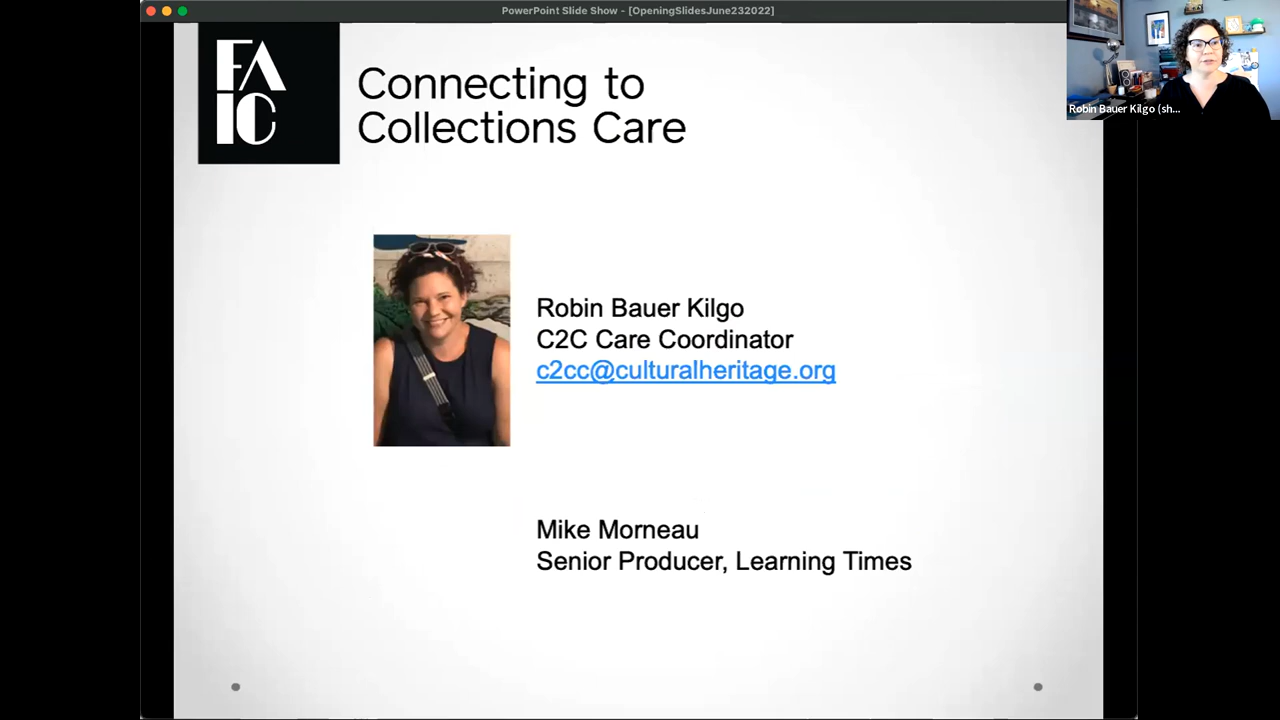 PowerPoint Slide Show - [OpeningSlidesJune232022]
FA
IC
Connecting to
Collections Care
Robin Bauer Kilgo (sh...
Robin Bauer Kilgo
C2C Care Coordinator
c2cc@culturalheritage.org
Mike Morneau
Senior Producer, Learning Times